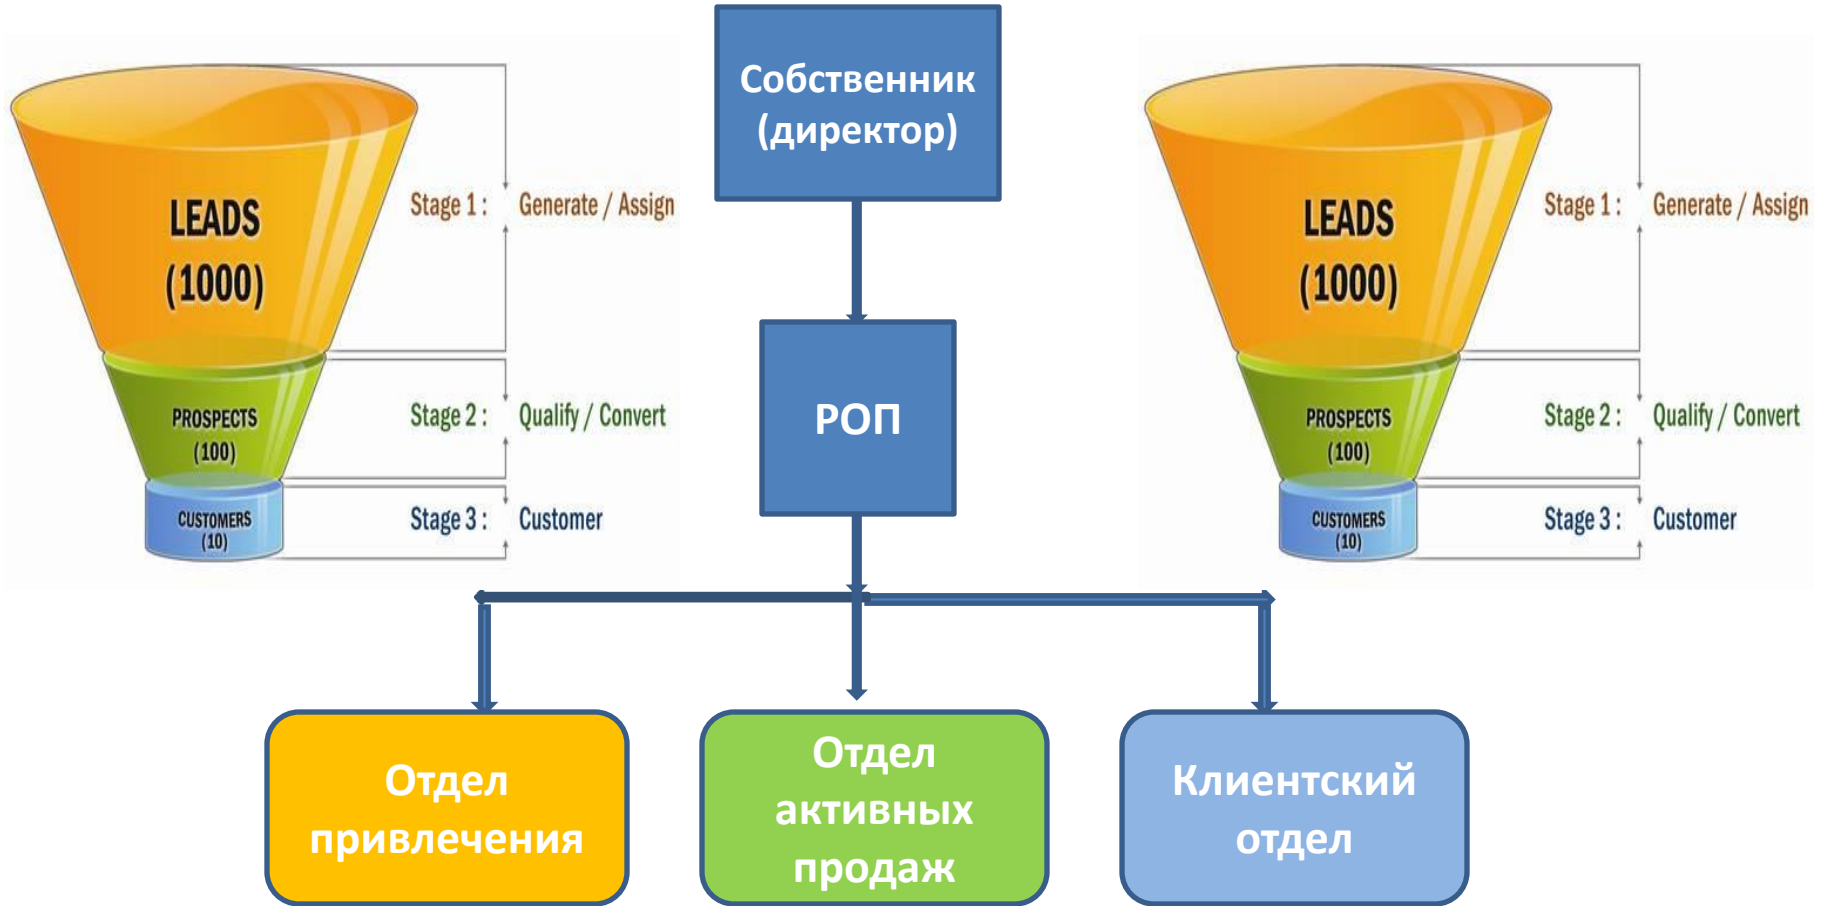 Собственник
(директор)
LEADS
(1000)
Stage 1 :
Generate / Assign
PROSPECTS
(100)
Stage 2 :
Qualify / Convert
CUSTOMERS
(10)
Stage 3 :
Customer
РОП
LEADS
(1000)
Stage 1 :
Generate / Assign
PROSPECTS
(100)
Stage 2 :
Qualify / Convert
CUSTOMERS
(10)
Stage 3 :
Customer
Отдел
привлечения
Отдел
активных
продаж
Клиентский
отдел